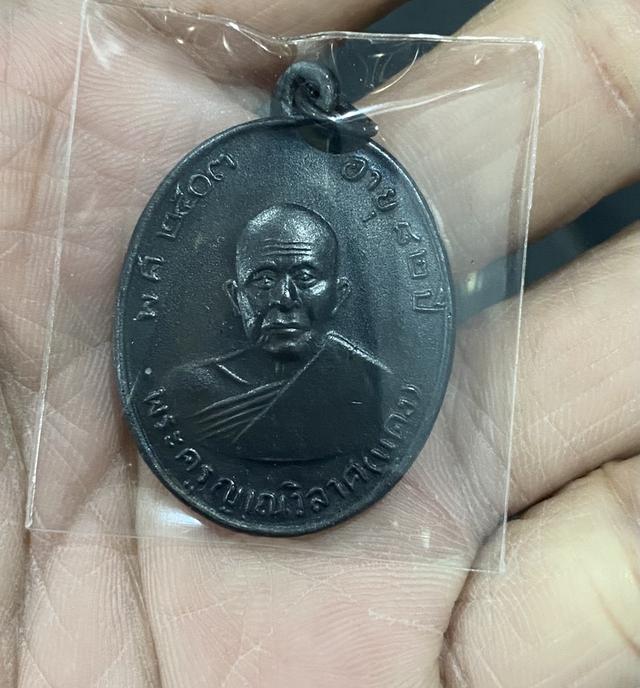 พ.ศ ๒๕๐๓
อายุ ๘๒ ปี
พระครูญาณวิลาศ(แดง)